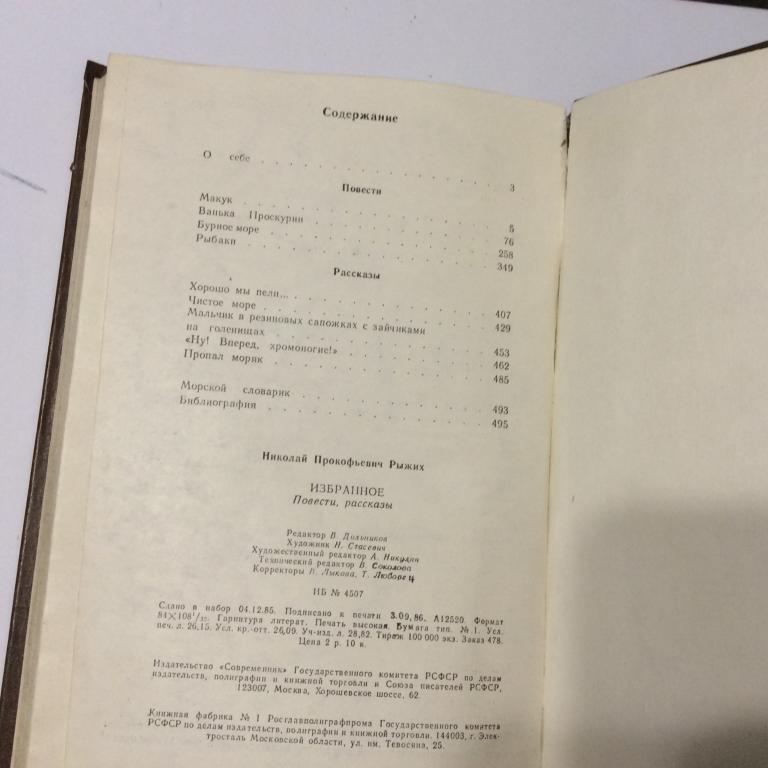 Содержание
О себе . . . . . . . . . . . . . . 3
Повести
Макук . . . . . . . . . . . . . . 5
Ванька Проскурин . . . . . . . . . . 76
Бурное море . . . . . . . . . . . . 258
Рыбаки . . . . . . . . . . . . . . 349
Рассказы
Хорошо мы пели... . . . . . . . . . . 407
Чистое море . . . . . . . . . . . . 429
Мальчик в резиновых сапожках с зайчиками
на голенищах . . . . . . . . . . . 453
«Ну! Вперед, хромоногие!» . . . . . . . 462
Пропал моряк . . . . . . . . . . . 485
Морской словарик . . . . . . . . . . 493
Библиография . . . . . . . . . . . 495
Николай Прокофьевич Рыжих
ИЗБРАННОЕ
Повести, рассказы
Редактор В. Дольников
Художник Н. Стасевич
Художественный редактор А. Никулин
Технический редактор В. Соколова
Корректоры В. Лыкова, Т. Люборец
ИБ № 4507
Сдано в набор 04.12.85. Подписано к печати 3.09.86. А12520. Формат
84×108¹/₃₂. Гарнитура литерат. Печать высокая. Бумага тип. № 1. Усл.
печ. л. 26,15. Усл. кр.-отт. 26,09. Уч-изд. л. 28,82. Тираж 100 000 экз. Заказ 478.
Цена 2 р. 10 к.
Издательство «Современник» Государственного комитета РСФСР по делам
издательств, полиграфии и книжной торговли и Союза писателей РСФСР,
123007, Москва, Хорошевское шоссе, 62.
Книжная фабрика № 1 Росглавполиграфпрома Государственного комитета
РСФСР по делам издательств, полиграфии и книжной торговли. 144003, г. Элек-
тросталь Московской области, ул. им. Тевосяна, 25.